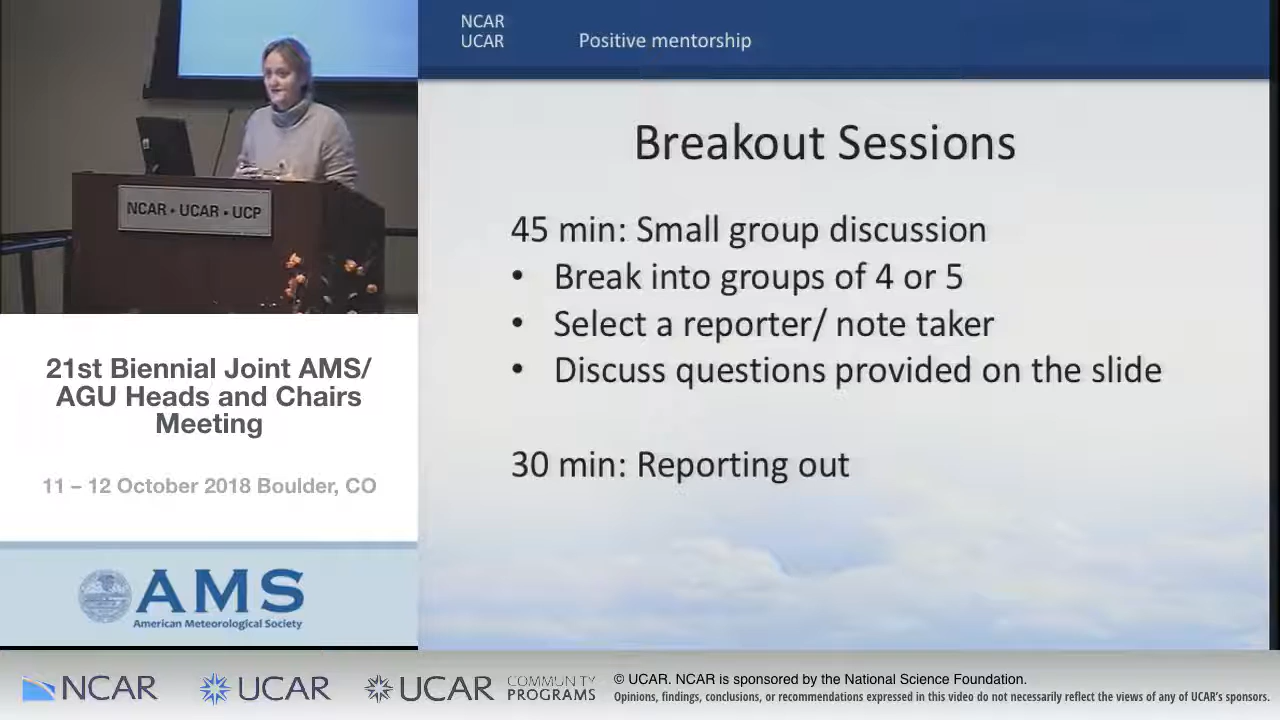 NCAR
UCAR
Positive mentorship
Breakout Sessions
45 min: Small group discussion
• Break into groups of 4 or 5
• Select a reporter/ note taker
• Discuss questions provided on the slide
30 min: Reporting out
NCAR • UCAR • UCP
21st Biennial Joint AMS/
AGU Heads and Chairs
Meeting
11 – 12 October 2018 Boulder, CO
AMS
American Meteorological Society
NCAR
UCAR
UCAR
COMMUNITY
PROGRAMS
© UCAR. NCAR is sponsored by the National Science Foundation.
Opinions, findings, conclusions, or recommendations expressed in this video do not necessarily reflect the views of any of UCAR's sponsors.